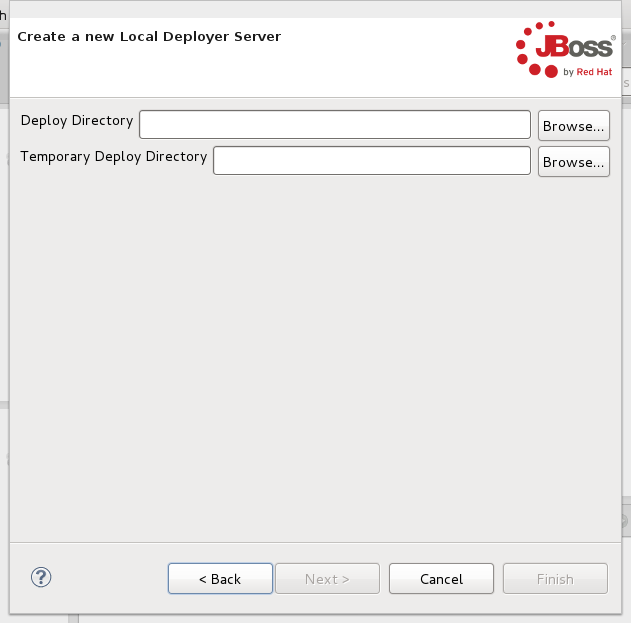 h
Create a new Local Deployer Server
JBoss®
by Red Hat
s
Deploy Directory
Browse...
Temporary Deploy Directory
Browse...
?
< Back
Next >
Cancel
Finish